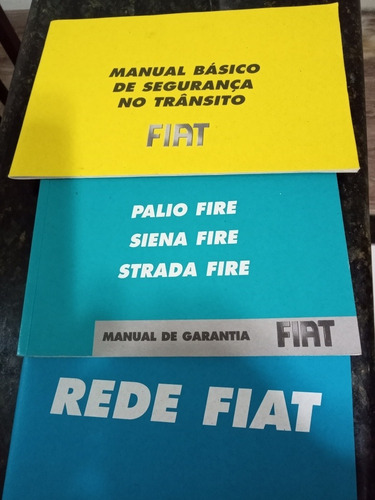 MANUAL BÁSICO
DE SEGURANÇA
NO TRÂNSITO
FIAT
PALIO FIRE
SIENA FIRE
STRADA FIRE
MANUAL DE GARANTIA FIAT
REDE FIAT